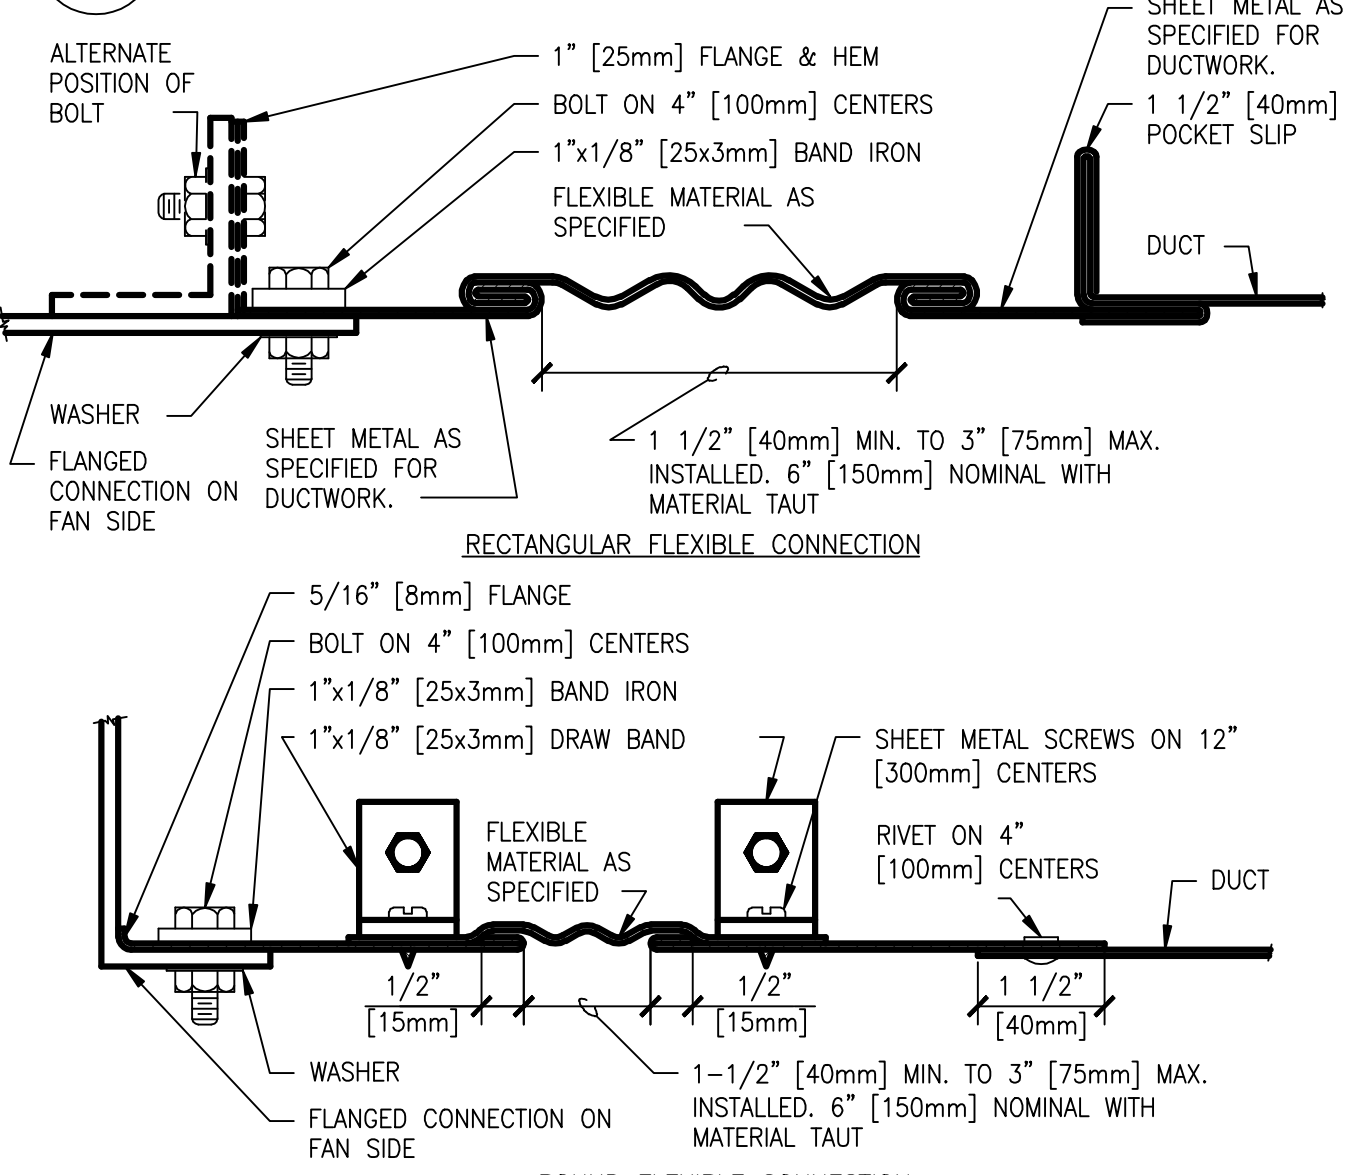 ALTERNATE
POSITION OF
BOLT
1" [25mm] FLANGE & HEM
BOLT ON 4" [100mm] CENTERS
1"x1/8" [25x3mm] BAND IRON
FLEXIBLE MATERIAL AS
SPECIFIED
SHEET METAL AS
SPECIFIED FOR
DUCTWORK.
1 1/2" [40mm]
POCKET SLIP
DUCT
WASHER
FLANGED
CONNECTION ON
FAN SIDE
SHEET METAL AS
SPECIFIED FOR
DUCTWORK.
1 1/2" [40mm] MIN. TO 3" [75mm] MAX.
INSTALLED. 6" [150mm] NOMINAL WITH
MATERIAL TAUT
RECTANGULAR FLEXIBLE CONNECTION
5/16" [8mm] FLANGE
BOLT ON 4" [100mm] CENTERS
1"x1/8" [25x3mm] BAND IRON
1"x1/8" [25x3mm] DRAW BAND
SHEET METAL SCREWS ON 12"
[300mm] CENTERS
FLEXIBLE
MATERIAL AS
SPECIFIED
RIVET ON 4"
[100mm] CENTERS
DUCT
1/2"
[15mm]
1/2"
[15mm]
1 1/2"
[40mm]
WASHER
FLANGED CONNECTION ON
FAN SIDE
1-1/2" [40mm] MIN. TO 3" [75mm] MAX.
INSTALLED. 6" [150mm] NOMINAL WITH
MATERIAL TAUT